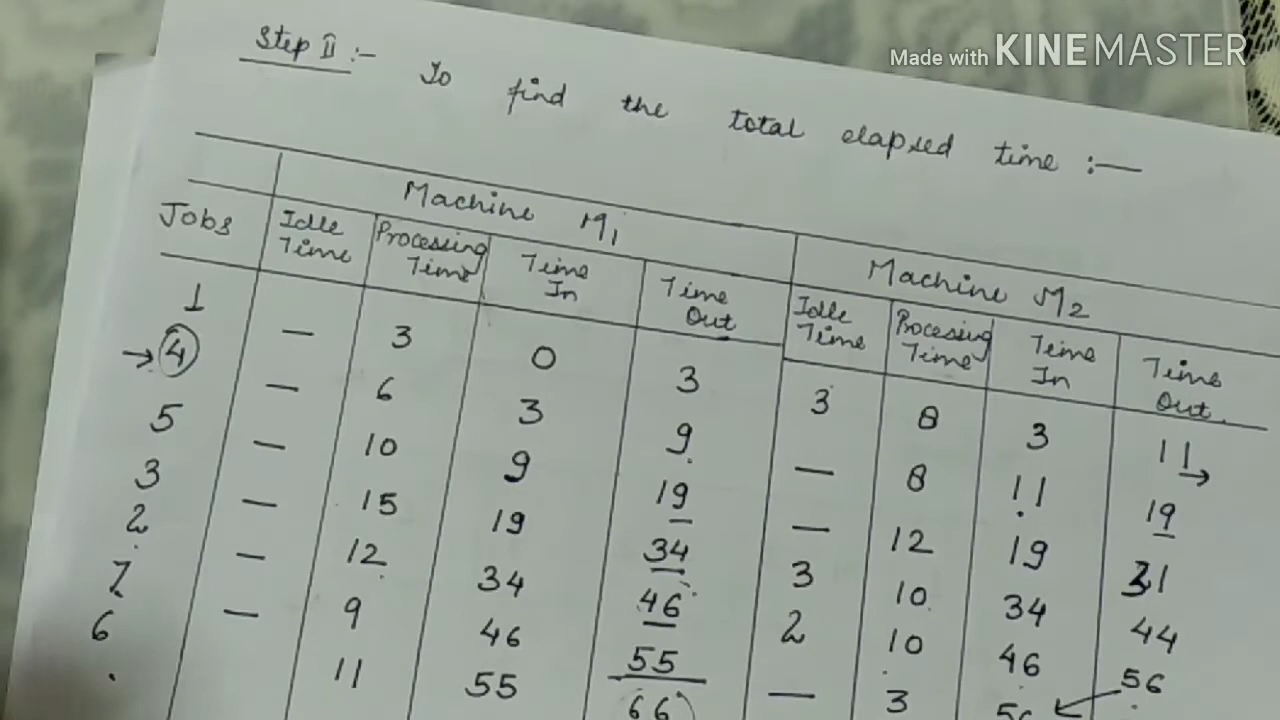 Made with KINEMASTER
Step II :-
To find the total elapsed time :—
Machine M1 Machine M2
Jobs Idle Time Processing Time Time In Time Out Idle Time Processing Time Time In Time Out
1 — 3 0 3 3 8 3 11
→ 4 — 6 3 9 — 8 11 19
5 — 10 9 19 — 12 19 31
3 — 15 19 34 3 10 34 44
2 — 12 34 46 2 10 46 56
7 — 9 46 55 — 3 56
6 11 55 66